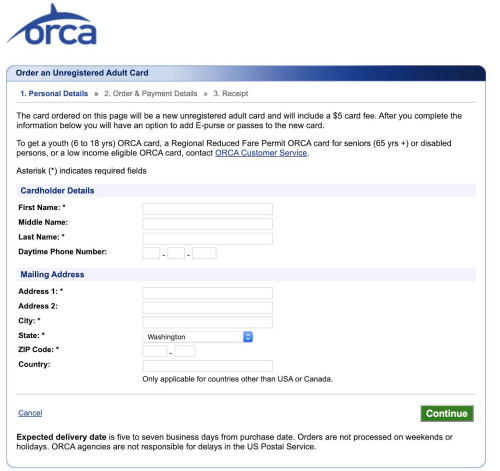 orca
Order an Unregistered Adult Card
1. Personal Details » 2. Order & Payment Details » 3. Receipt
The card ordered on this page will be a new unregistered adult card and will include a $5 card fee. After you complete the
information below you will have an option to add E-purse or passes to the new card.
To get a youth (6 to 18 yrs) ORCA card, a Regional Reduced Fare Permit ORCA card for seniors (65 yrs +) or disabled
persons, or a low income eligible ORCA card, contact ORCA Customer Service.
Asterisk (*) indicates required fields
Cardholder Details
First Name: *
Middle Name:
Last Name: *
Daytime Phone Number: - -
Mailing Address
Address 1: *
Address 2:
City: *
State: * Washington
ZIP Code: * -
Country:
Only applicable for countries other than USA or Canada.
Cancel Continue
Expected delivery date is five to seven business days from purchase date. Orders are not processed on weekends or
holidays. ORCA agencies are not responsible for delays in the US Postal Service.